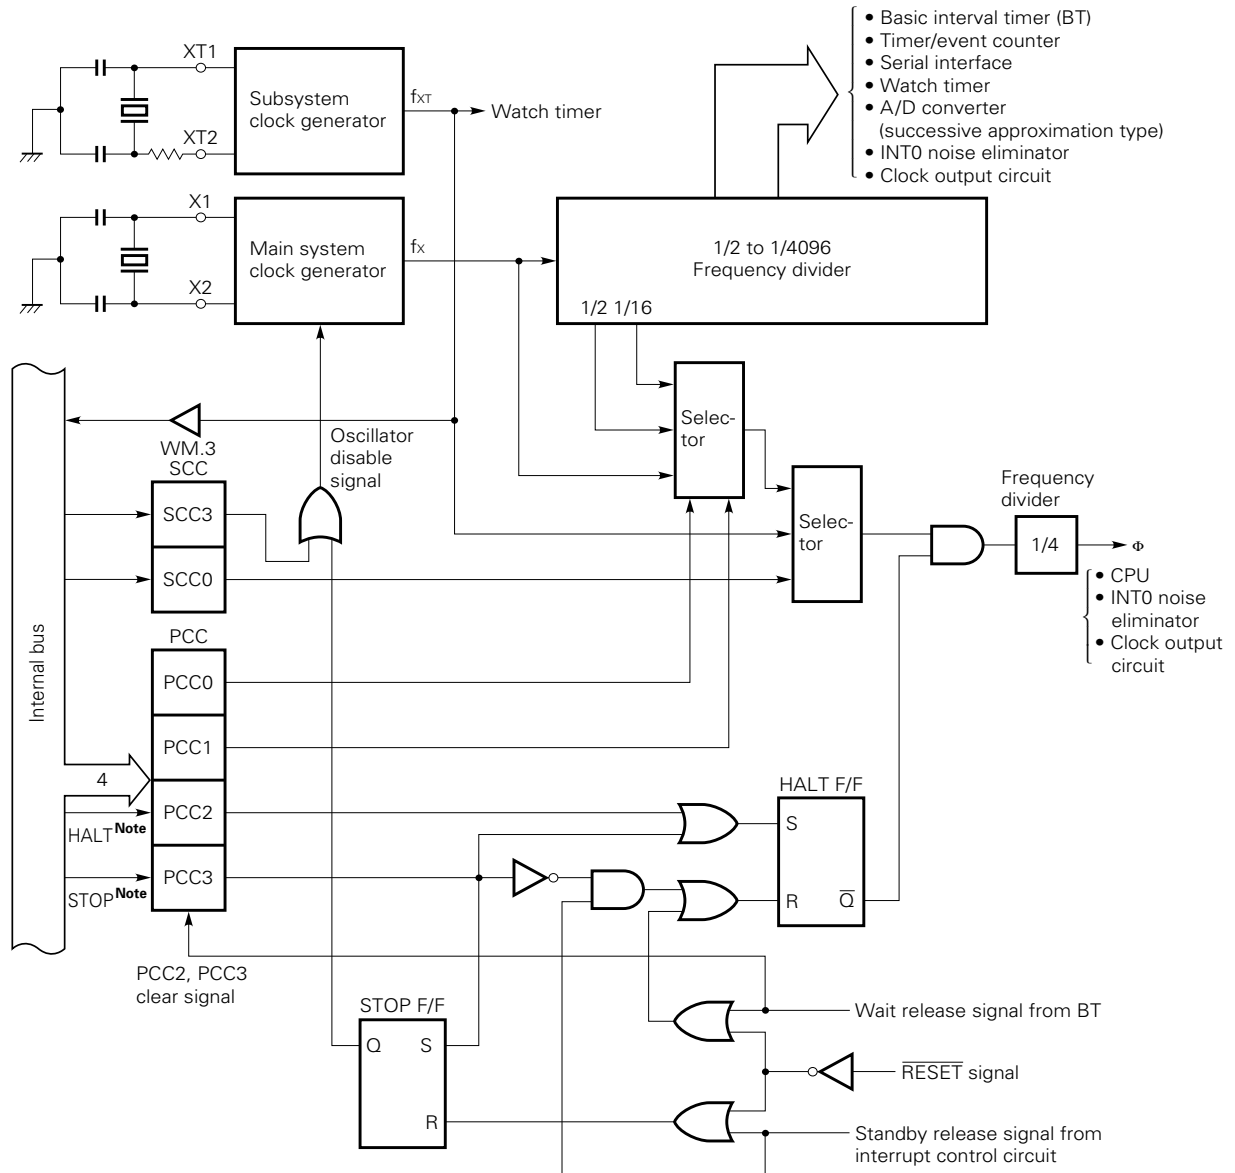 • Basic interval timer (BT)
• Timer/event counter
• Serial interface
• Watch timer
• A/D converter
(successive approximation type)
• INT0 noise eliminator
• Clock output circuit
XT1
XT2
Subsystem
clock generator
fXT
Watch timer
X1
X2
Main system
clock generator
fX
1/2 to 1/4096
Frequency divider
1/2 1/16
Selec-
tor
WM.3
Oscillator
disable
signal
SCC
SCC3
SCC0
Selec-
tor
Frequency
divider
1/4
Φ
• CPU
• INT0 noise
eliminator
• Clock output
circuit
Internal bus
PCC
PCC0
PCC1
4
PCC2
HALT Note
PCC3
STOP Note
HALT F/F
S
R
Q̅
PCC2, PCC3
clear signal
STOP F/F
Q
S
R
Wait release signal from BT
R̅E̅S̅E̅T̅ signal
Standby release signal from
interrupt control circuit